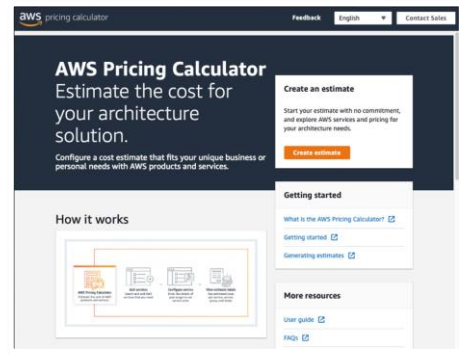 aws pricing calculator
Feedback
English
Contact Sales
AWS Pricing Calculator
Estimate the cost for
your architecture
solution.
Configure a cost estimate that fits your unique business or
personal needs with AWS products and services.
Create an estimate
Start your estimate with no commitment,
and explore AWS services and pricing for
your architecture needs.
Create estimate
Getting started
What is the AWS Pricing Calculator?
Getting started
Generating estimates
How it works
AWS Pricing Calculator
More resources
User guide
FAQs